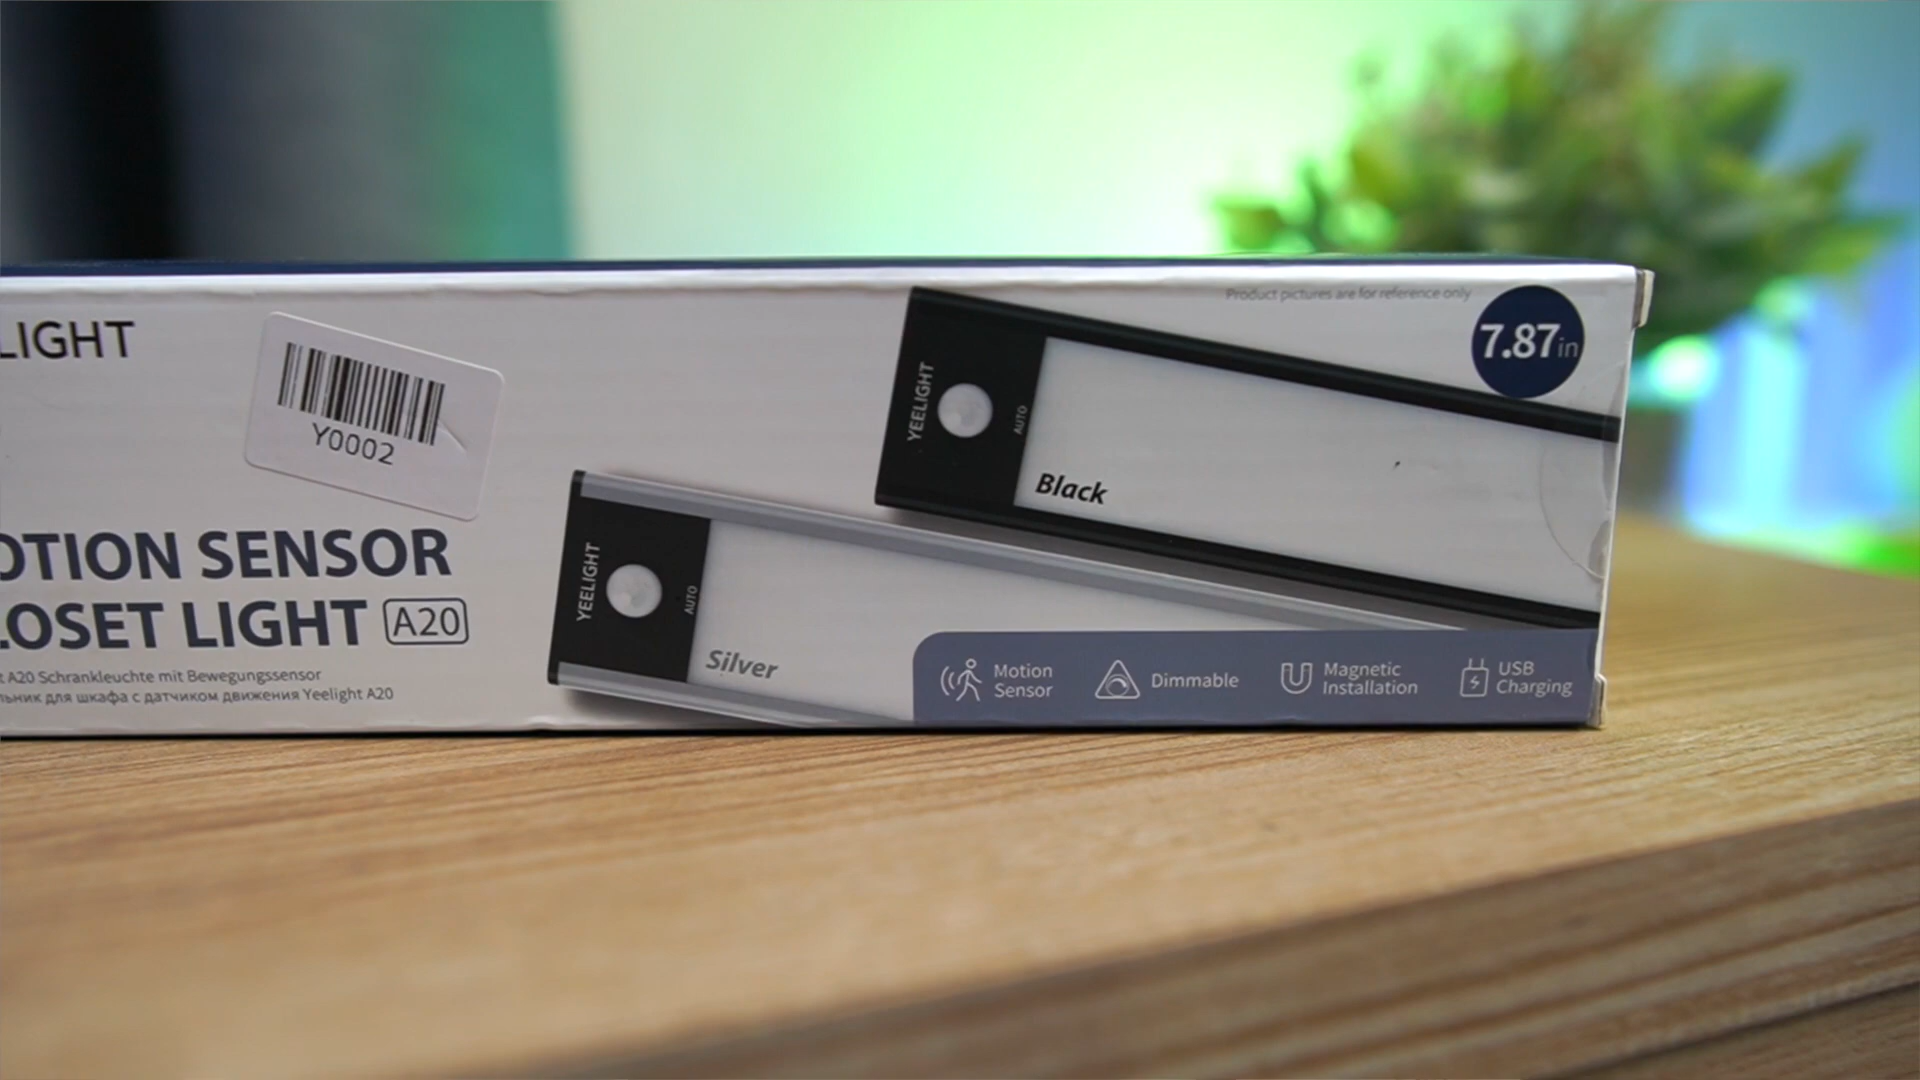 LIGHT
Y0002
OTION SENSOR
LOSET LIGHT A20
t A20 Schrankleuchte mit Bewegungssensor
льник для шкафа с датчиком движения Yeelight A20
YEELIGHT
AUTO
Silver
YEELIGHT
AUTO
Black
Product pictures are for reference only
7.87in
Motion
Sensor
Dimmable
Magnetic
Installation
USB
Charging